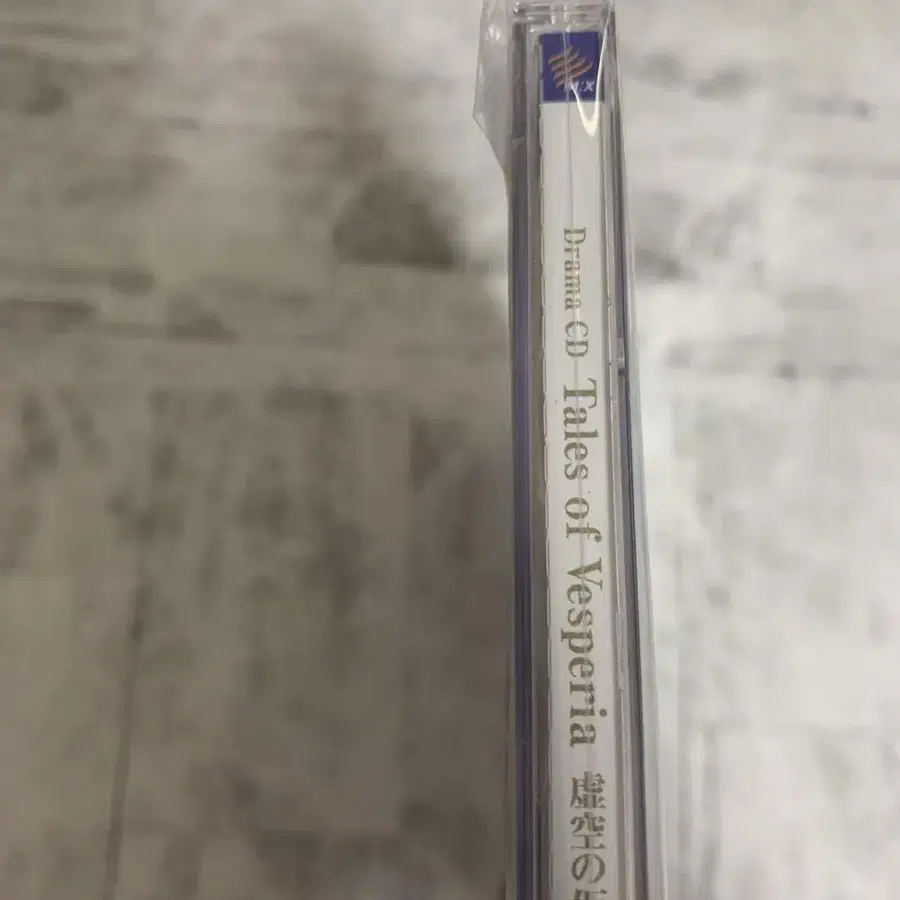 Drama CD Tales of Vesperia 虚空の